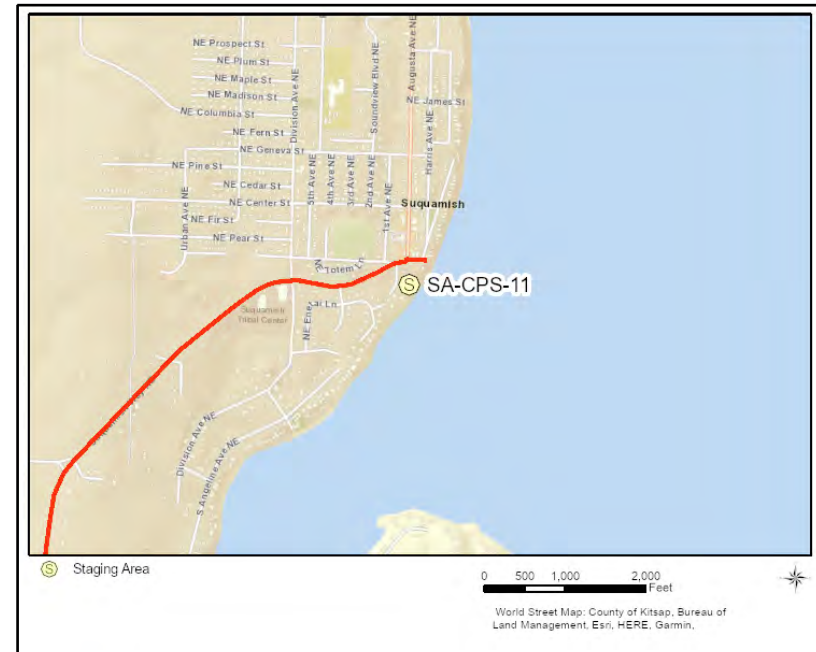 NE Prospect St
NE Plum St
NE Maple St
NE Madison St
NE Columbia St
NE Fern St
NE Geneva St
NE Pine St
NE Cedar St
NE Center St
NE Fir St
NE Pear St
Urban Ave NE
Division Ave NE
5th Ave NE
4th Ave NE
3rd Ave NE
2nd Ave NE
1st Ave NE
Soundview Blvd NE
Augusta Ave NE
NE James St
Harris Ave NE
Suquamish
Totem Ln
S SA-CPS-11
Suquamish
Tribal Center
NE
Division Ave NE
S Angeline Ave NE
S Staging Area
0 500 1,000 2,000
Feet
World Street Map: County of Kitsap, Bureau of
Land Management, Esri, HERE, Garmin,